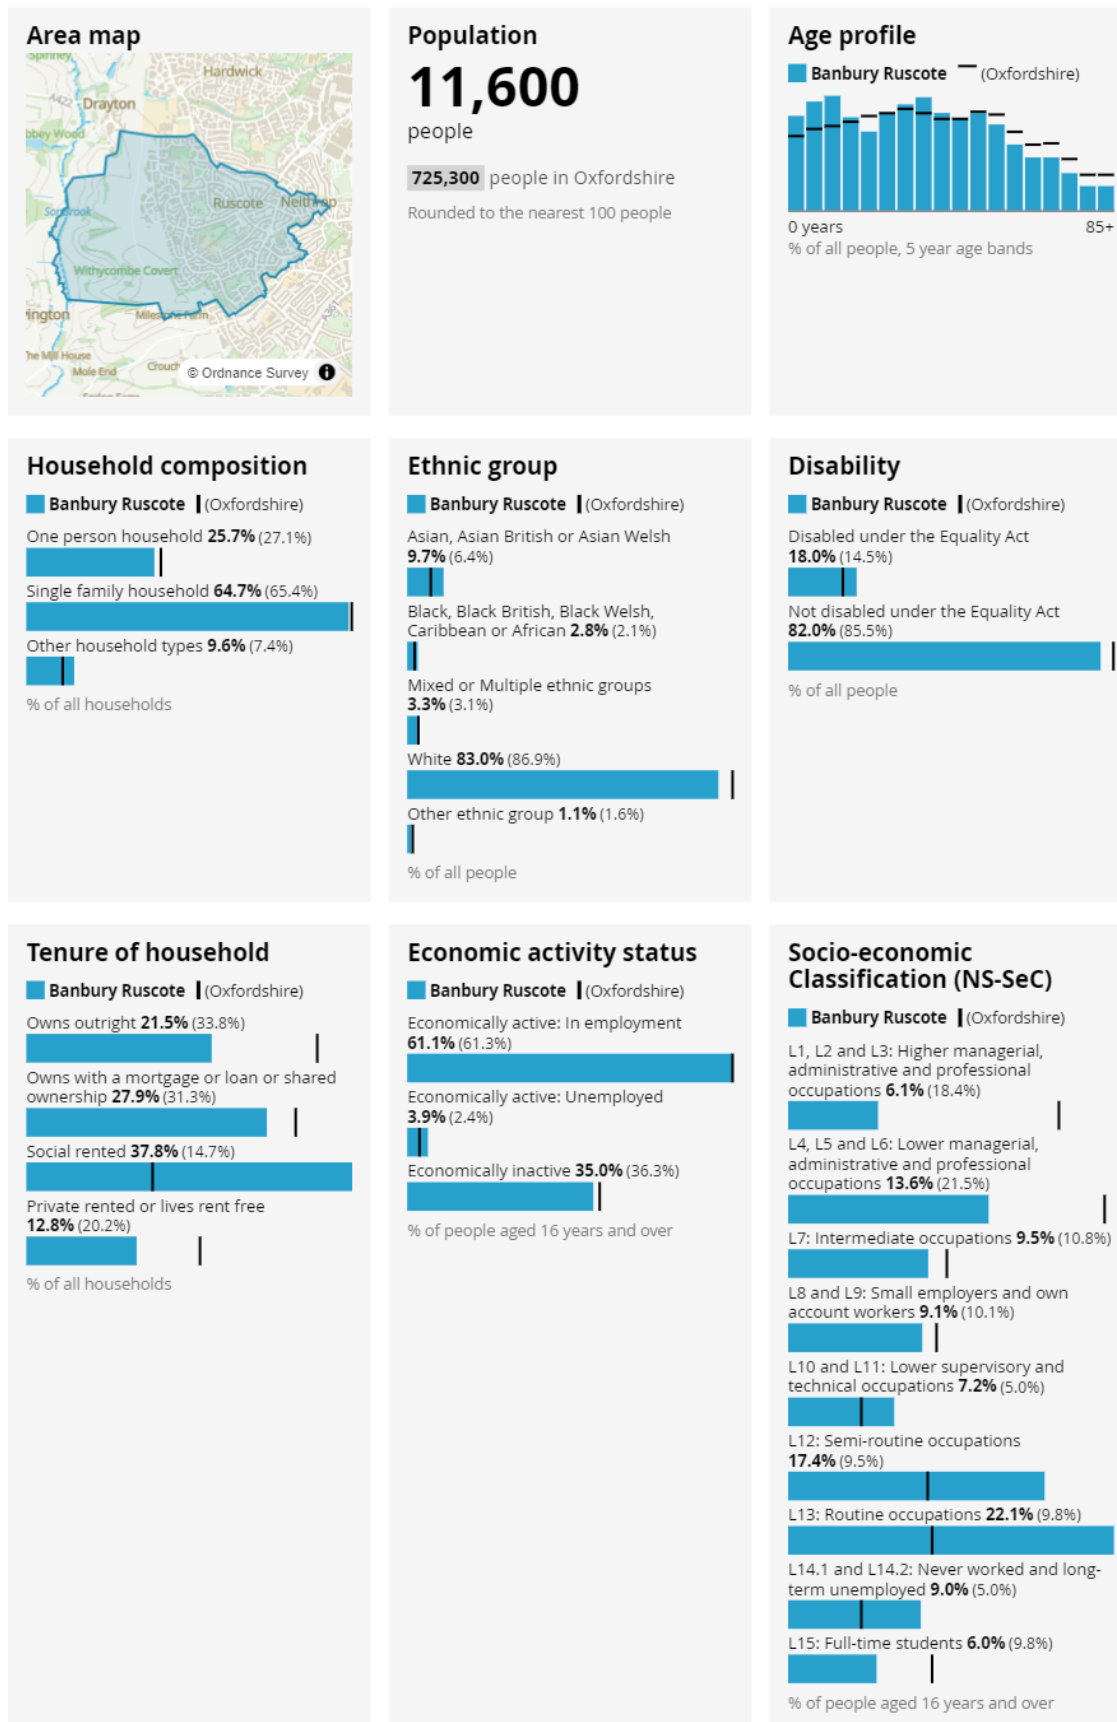 Area map
Spinney
Hardwick
A422
Drayton
bbey Wood
Sor Brook
Ruscote
Neithrop
Withycombe Covert
ington
Milestone Farm
A361
he Mill House
Mole End
Crouch
© Ordnance Survey
Population
11,600
people
725,300 people in Oxfordshire
Rounded to the nearest 100 people
Age profile
Banbury Ruscote (Oxfordshire)
0 years 85+
% of all people, 5 year age bands
Household composition
Banbury Ruscote (Oxfordshire)
One person household 25.7% (27.1%)
Single family household 64.7% (65.4%)
Other household types 9.6% (7.4%)
% of all households
Ethnic group
Banbury Ruscote (Oxfordshire)
Asian, Asian British or Asian Welsh
9.7% (6.4%)
Black, Black British, Black Welsh,
Caribbean or African 2.8% (2.1%)
Mixed or Multiple ethnic groups
3.3% (3.1%)
White 83.0% (86.9%)
Other ethnic group 1.1% (1.6%)
% of all people
Disability
Banbury Ruscote (Oxfordshire)
Disabled under the Equality Act
18.0% (14.5%)
Not disabled under the Equality Act
82.0% (85.5%)
% of all people
Tenure of household
Banbury Ruscote (Oxfordshire)
Owns outright 21.5% (33.8%)
Owns with a mortgage or loan or shared
ownership 27.9% (31.3%)
Social rented 37.8% (14.7%)
Private rented or lives rent free
12.8% (20.2%)
% of all households
Economic activity status
Banbury Ruscote (Oxfordshire)
Economically active: In employment
61.1% (61.3%)
Economically active: Unemployed
3.9% (2.4%)
Economically inactive 35.0% (36.3%)
% of people aged 16 years and over
Socio-economic
Classification (NS-SeC)
Banbury Ruscote (Oxfordshire)
L1, L2 and L3: Higher managerial,
administrative and professional
occupations 6.1% (18.4%)
L4, L5 and L6: Lower managerial,
administrative and professional
occupations 13.6% (21.5%)
L7: Intermediate occupations 9.5% (10.8%)
L8 and L9: Small employers and own
account workers 9.1% (10.1%)
L10 and L11: Lower supervisory and
technical occupations 7.2% (5.0%)
L12: Semi-routine occupations
17.4% (9.5%)
L13: Routine occupations 22.1% (9.8%)
L14.1 and L14.2: Never worked and long-
term unemployed 9.0% (5.0%)
L15: Full-time students 6.0% (9.8%)
% of people aged 16 years and over